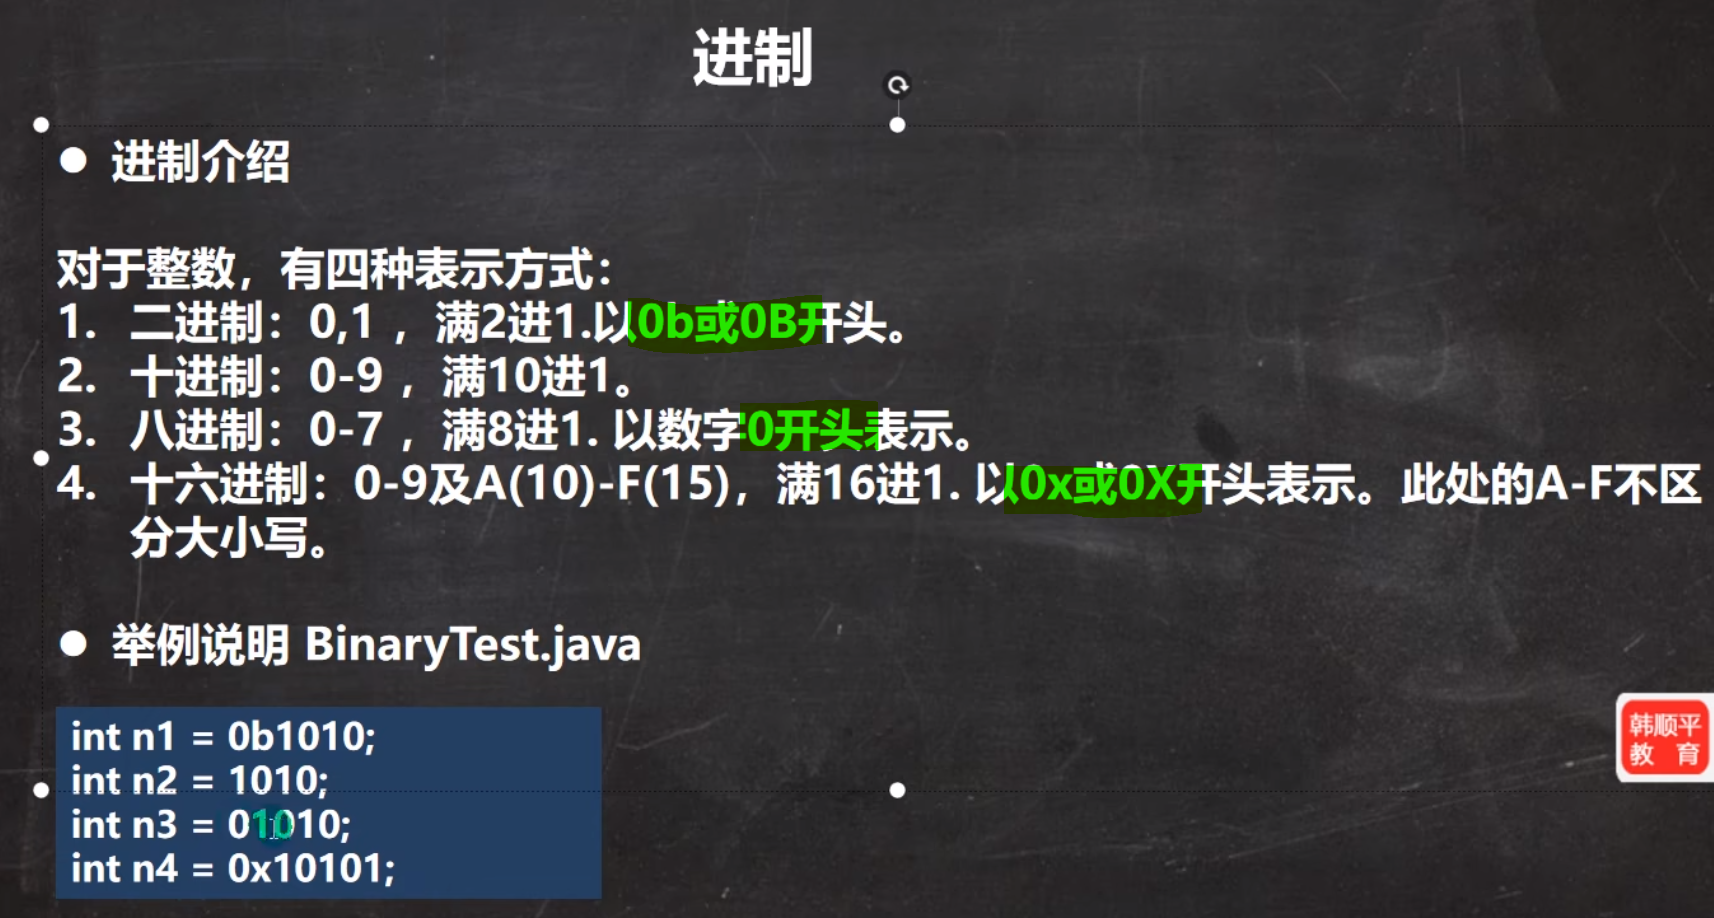 进制
● 进制介绍
对于整数，有四种表示方式：
1. 二进制：0,1 ，满2进1.以0b或0B开头。
2. 十进制：0-9 ，满10进1。
3. 八进制：0-7 ，满8进1. 以数字0开头表示。
4. 十六进制：0-9及A(10)-F(15)，满16进1. 以0x或0X开头表示。此处的A-F不区
分大小写。
● 举例说明 BinaryTest.java
int n1 = 0b1010;
int n2 = 1010;
int n3 = 01010;
int n4 = 0x10101;
韩顺平
教 育